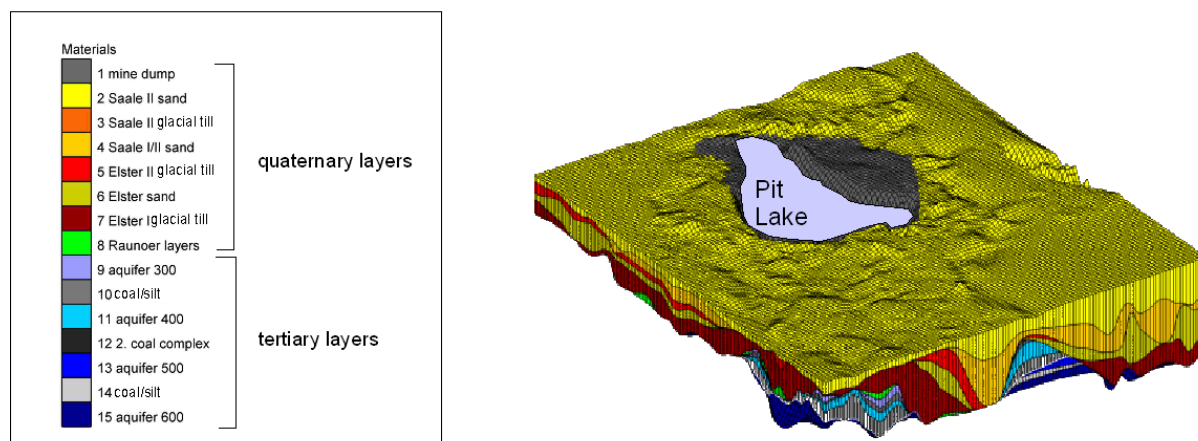 Materials
1 mine dump
2 Saale II sand
3 Saale II glacial till
4 Saale I/II sand
5 Elster II glacial till
6 Elster sand
7 Elster I glacial till
8 Raunoer layers
9 aquifer 300
10 coal/silt
11 aquifer 400
12 2. coal complex
13 aquifer 500
14 coal/silt
15 aquifer 600
quaternary layers
tertiary layers
Pit
Lake